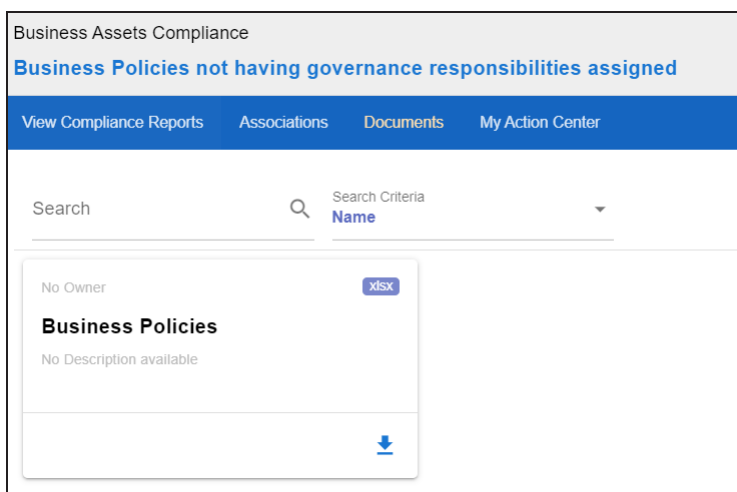 Business Assets Compliance
Business Policies not having governance responsibilities assigned
View Compliance Reports Associations Documents My Action Center
Search Criteria
Search Name
No Owner xlsx
Business Policies
No Description available